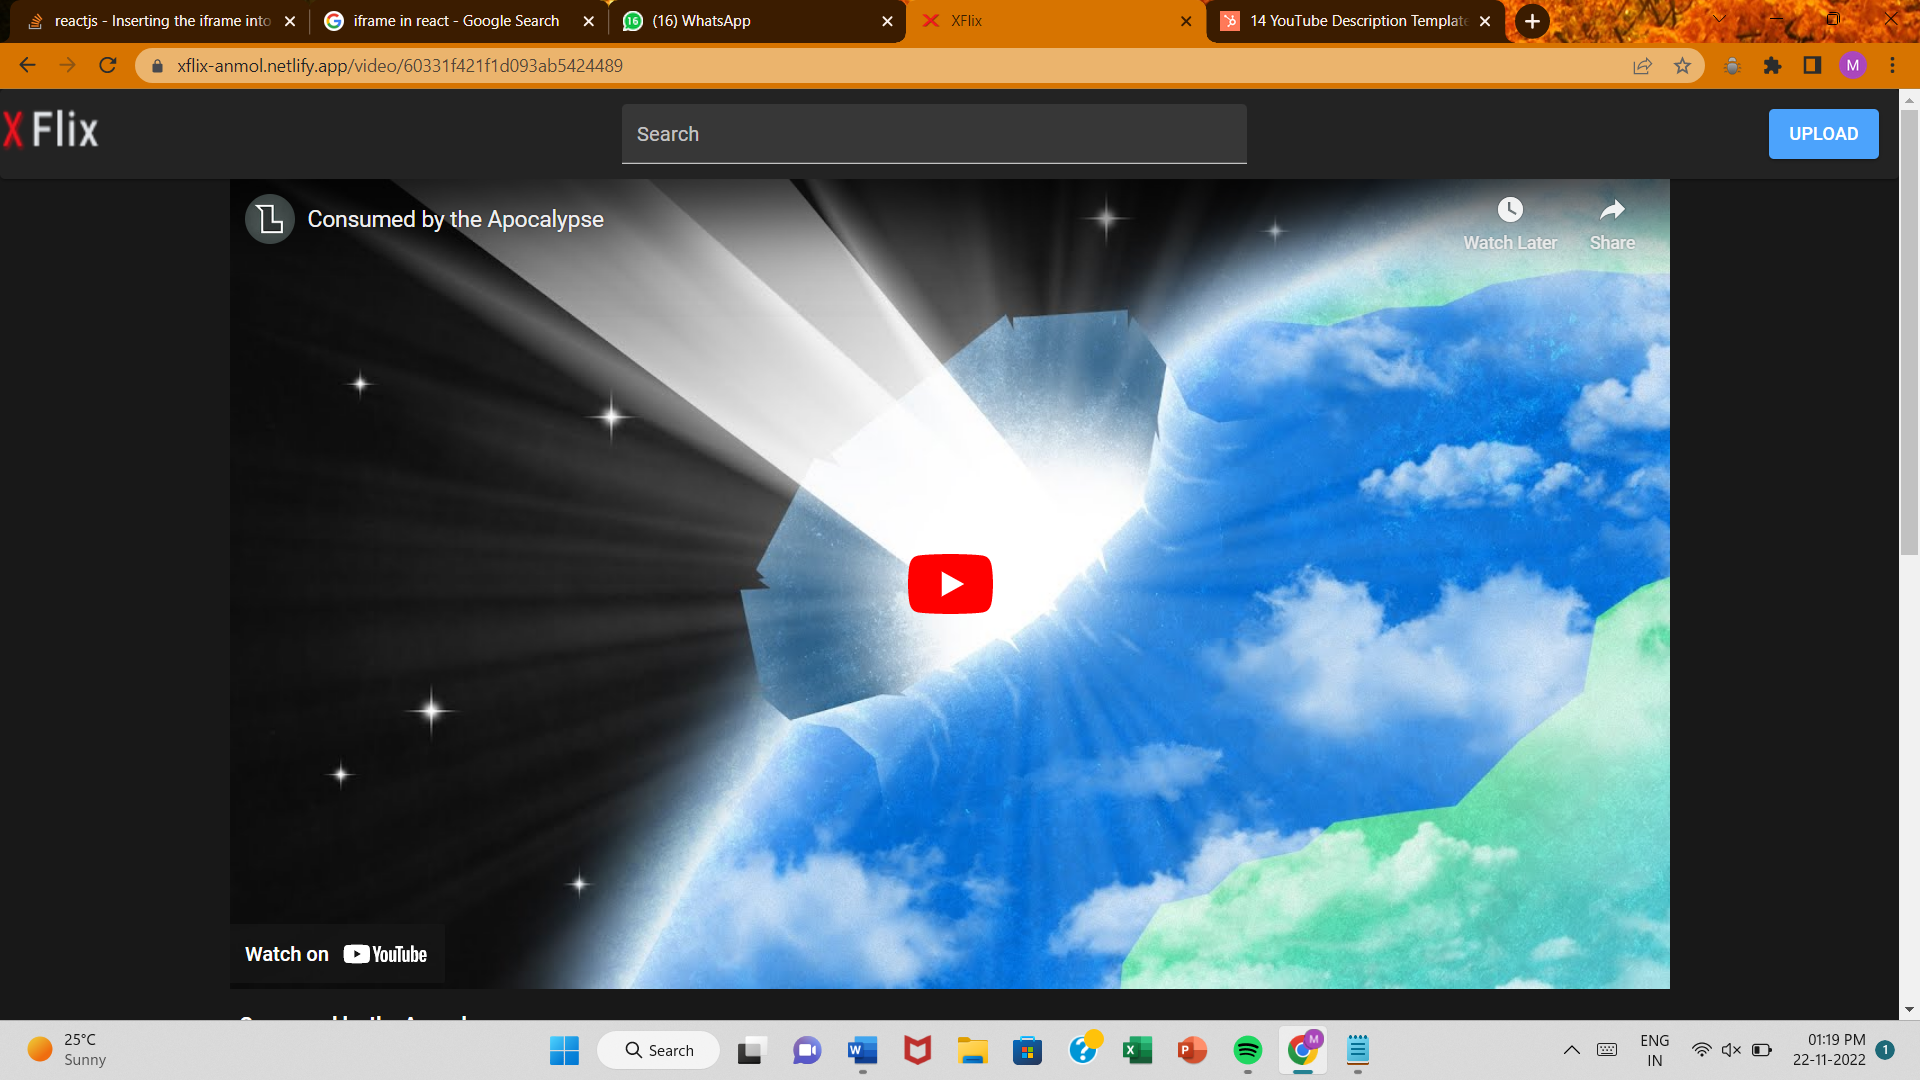 reactjs - Inserting the iframe into
iframe in react - Google Search
16
(16) WhatsApp
XFlix
14 YouTube Description Template
xflix-anmol.netlify.app/video/60331f421f1d093ab5424489
M
X Flix
Search
UPLOAD
Consumed by the Apocalypse
Watch Later
Share
Watch on YouTube
25°C
Sunny
Search
M
ENG
IN
01:19 PM
22-11-2022
1